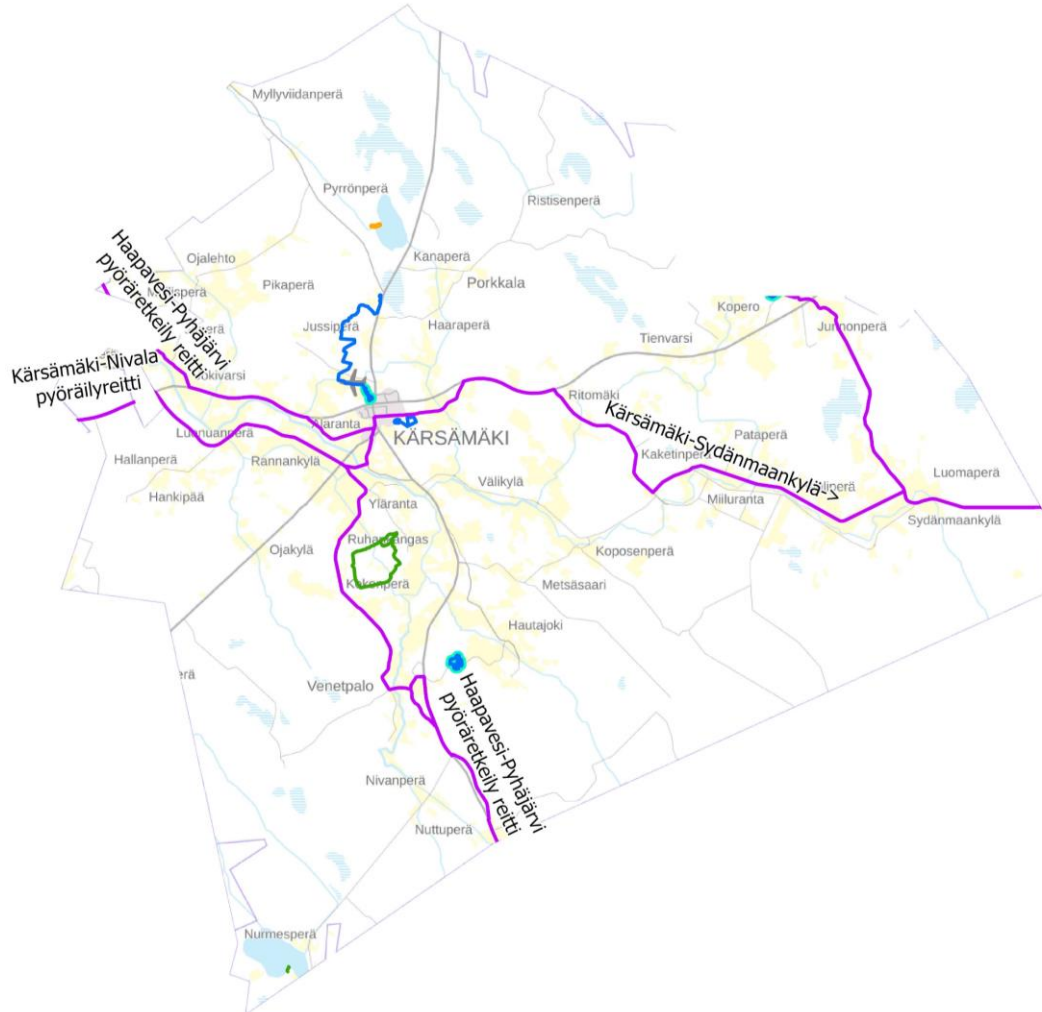 Myllyviidanperä
Pyrrönperä
Ristisenperä
Ojalehto
Kanaperä
Pikaperä
Porkkala
Haapavesi-Pyhäjärvi
pyöräretkeily reitti
Jussiperä
Haaraperä
Kopero
Junnonperä
Tienvarsi
Kärsämäki-Nivala
pyöräilyreitti
Ritomäki
KÄRSÄMÄKI
Kärsämäki-Sydänmaankylä->
Pataperä
Kaketinperä
Luomaperä
Hallanperä
Rannankylä
Välikylä
Hankipää
Miiluranta
Yläranta
Sydänmaankylä
Ojakylä
Koposenperä
Metsäsaari
Hautajoki
Venetpalo
Haapavesi-Pyhäjärvi
pyöräretkeily reitti
Nivanperä
Nuttuperä
Nurmesperä